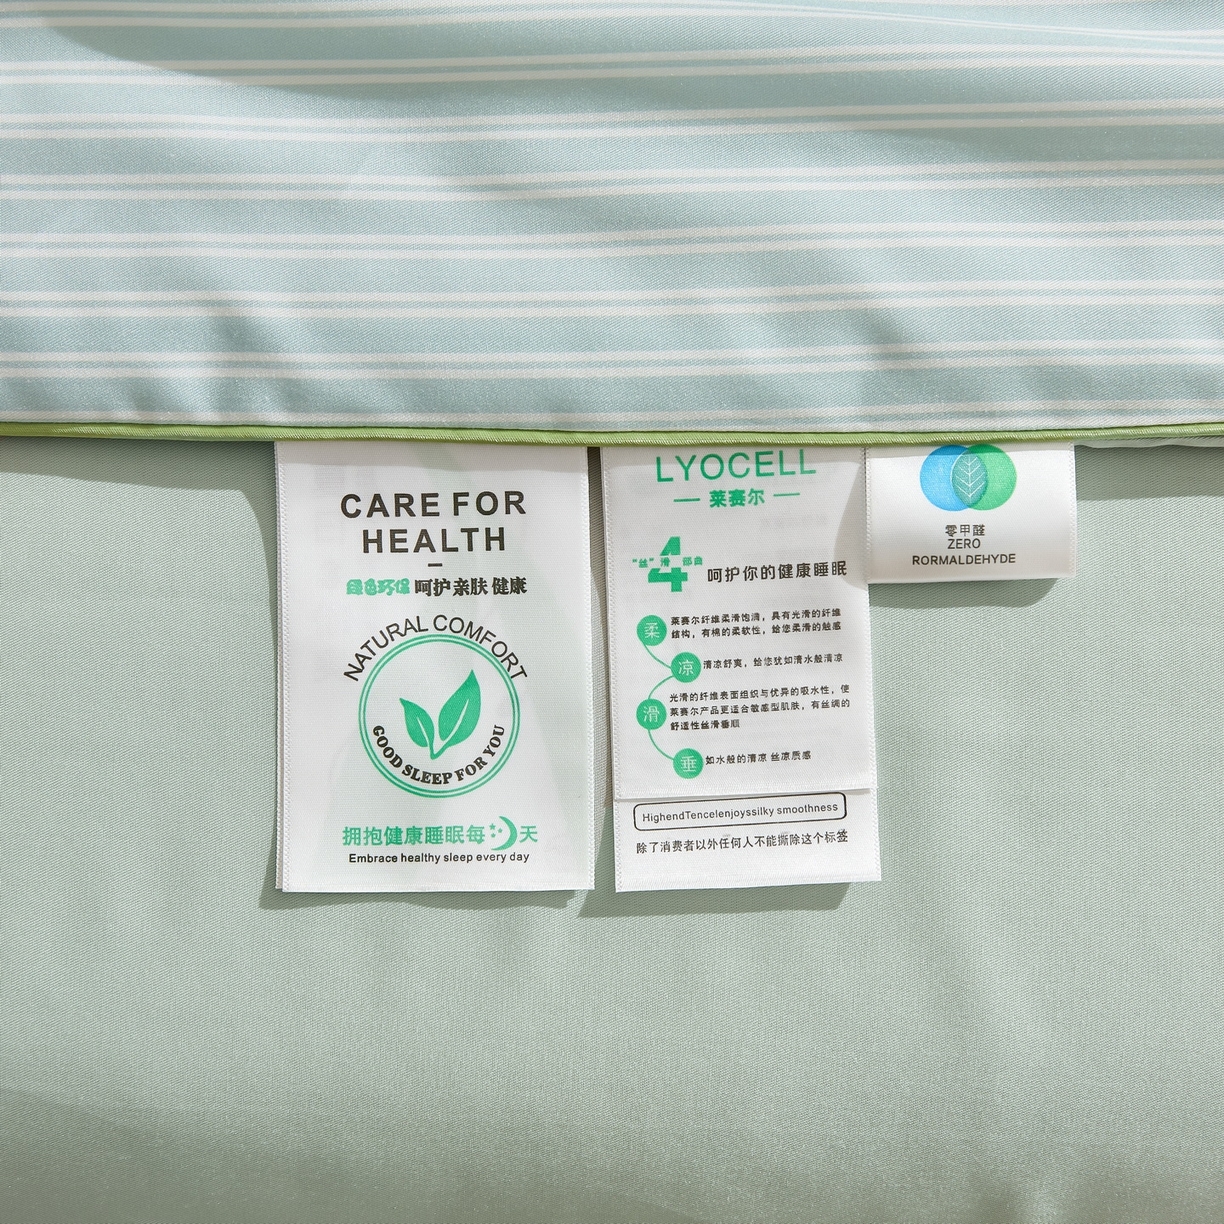 CARE FOR
HEALTH
绿色环保 呵护亲肤 健康
NATURAL COMFORT
GOOD SLEEP FOR YOU
拥抱健康睡眠每天
Embrace healthy sleep every day
LYOCELL
莱赛尔
“丝”滑4部曲 呵护你的健康睡眠
柔 莱赛尔纤维柔滑饱满，具有光滑的纤维
结构，有棉的柔软性，给您柔滑的触感
凉 清凉舒爽，给您犹如清水般清凉
滑 光滑的纤维表面组织与优异的吸水性，使
莱赛尔产品更适合敏感型肌肤，有丝绸的
舒适性丝滑垂顺
垂 如水般的清凉 丝凉质感
HighendTencelenjoyssilky smoothness
除了消费者以外任何人不能撕除这个标签
零甲醛
ZERO
RORMALDEHYDE